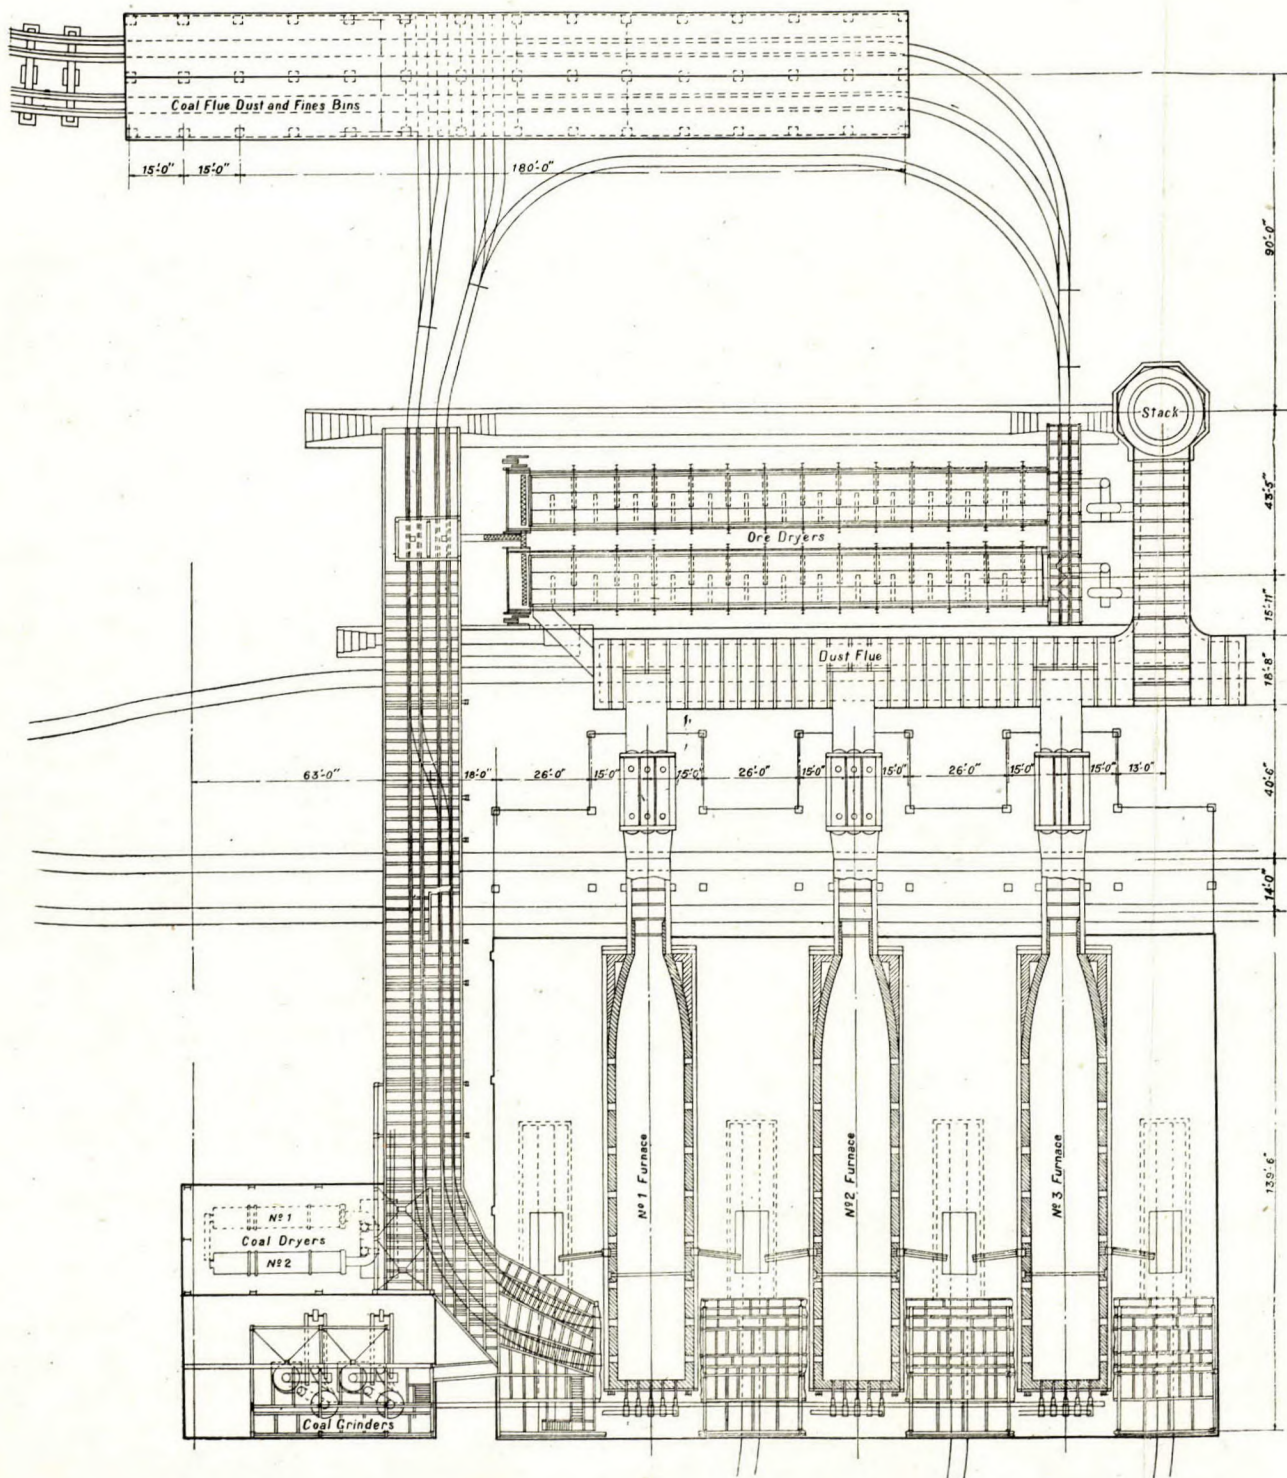 Coal Flue Dust and Fines Bins
15'-0" 15'-0" 180'-0"
90'-0"
Stack
43'-5"
Ore Dryers
15'-11"
Dust Flue
18'-8"
63'-0" 18'-0" 26'-0" 15'-0" 15'-0" 26'-0" 15'-0" 15'-0" 26'-0" 15'-0" 15'-0" 13'-0"
40'-6"
14'-0"
Nº 1 Furnace
Nº 2 Furnace
Nº 3 Furnace
139'-6"
Nº 1
Coal Dryers
Nº 2
Coal Grinders